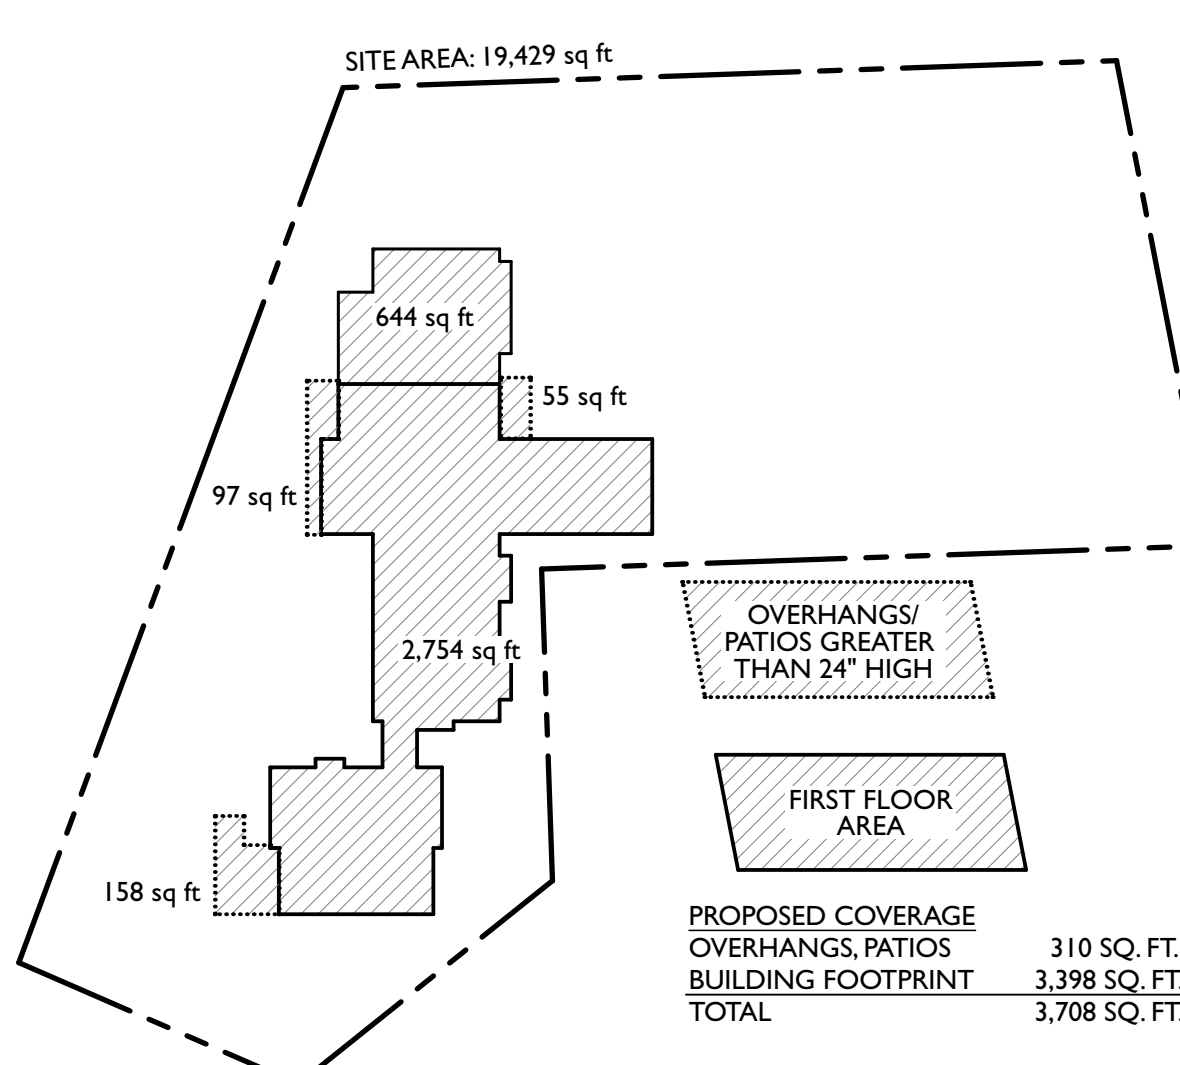 SITE AREA: 19,429 sq ft
644 sq ft
55 sq ft
97 sq ft
2,754 sq ft
158 sq ft
OVERHANGS/
PATIOS GREATER
THAN 24" HIGH
FIRST FLOOR
AREA
PROPOSED COVERAGE
OVERHANGS, PATIOS 310 SQ. FT.
BUILDING FOOTPRINT 3,398 SQ. FT.
TOTAL 3,708 SQ. FT.